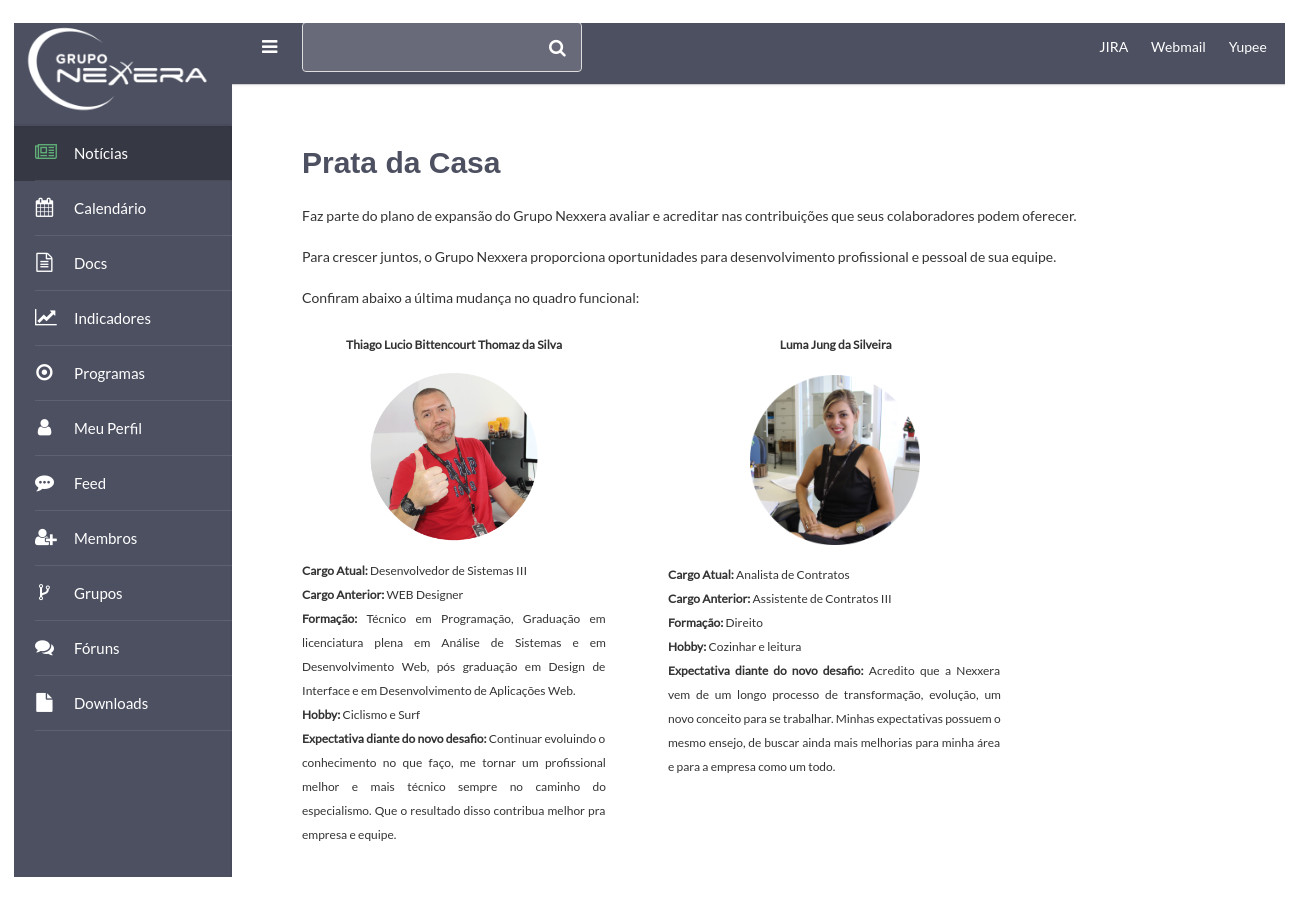 GRUPO
NEXXERA
JIRA Webmail Yupee
Notícias
Calendário
Docs
Indicadores
Programas
Meu Perfil
Feed
Membros
Grupos
Fóruns
Downloads
Prata da Casa
Faz parte do plano de expansão do Grupo Nexxera avaliar e acreditar nas contribuições que seus colaboradores podem oferecer.
Para crescer juntos, o Grupo Nexxera proporciona oportunidades para desenvolvimento profissional e pessoal de sua equipe.
Confiram abaixo a última mudança no quadro funcional:
Thiago Lucio Bittencourt Thomaz da Silva
Cargo Atual: Desenvolvedor de Sistemas III
Cargo Anterior: WEB Designer
Formação: Técnico em Programação, Graduação em
licenciatura plena em Análise de Sistemas e em
Desenvolvimento Web, pós graduação em Design de
Interface e em Desenvolvimento de Aplicações Web.
Hobby: Ciclismo e Surf
Expectativa diante do novo desafio: Continuar evoluindo o
conhecimento no que faço, me tornar um profissional
melhor e mais técnico sempre no caminho do
especialismo. Que o resultado disso contribua melhor pra
empresa e equipe.
Luma Jung da Silveira
Cargo Atual: Analista de Contratos
Cargo Anterior: Assistente de Contratos III
Formação: Direito
Hobby: Cozinhar e leitura
Expectativa diante do novo desafio: Acredito que a Nexxera
vem de um longo processo de transformação, evolução, um
novo conceito para se trabalhar. Minhas expectativas possuem o
mesmo ensejo, de buscar ainda mais melhorias para minha área
e para a empresa como um todo.